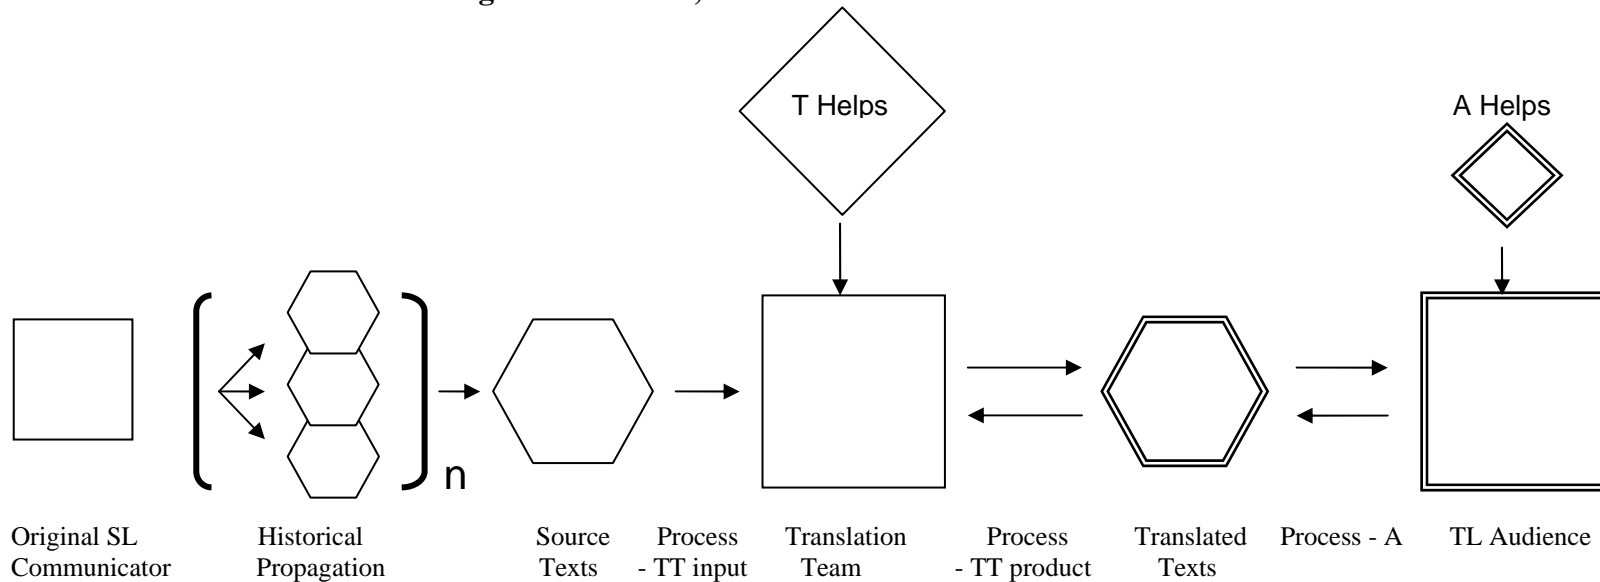 T Helps
A Helps
n
Original SL
Communicator
Historical
Propagation
Source
Texts
Process
- TT input
Translation
Team
Process
- TT product
Translated
Texts
Process - A
TL Audience